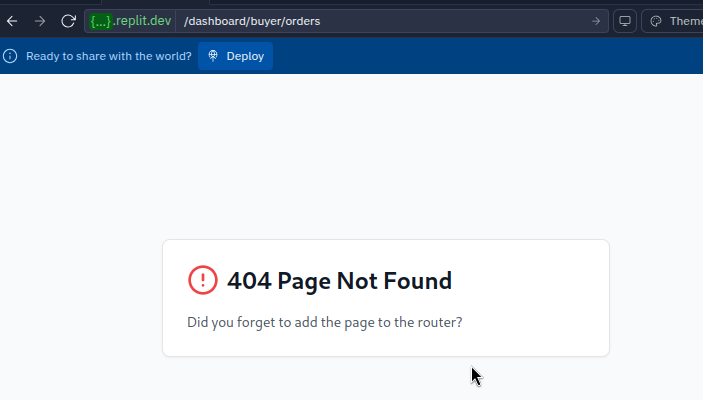 {...}.replit.dev /dashboard/buyer/orders
Theme
Ready to share with the world? Deploy
404 Page Not Found
Did you forget to add the page to the router?